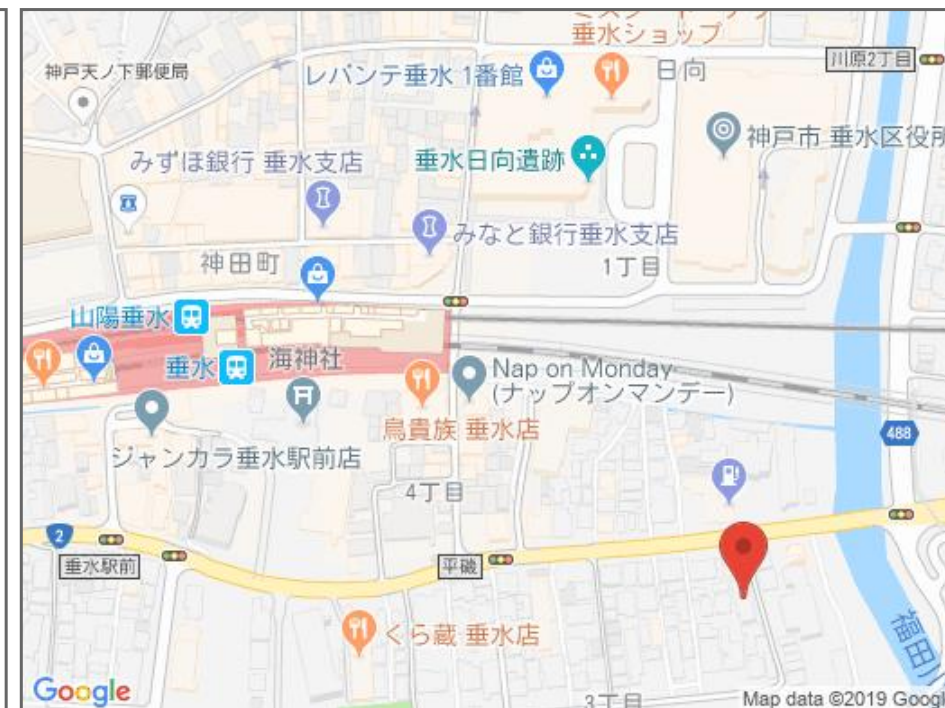 垂水ショップ
レバンテ垂水 1番館
日向
川原2丁目
神戸天ノ下郵便局
神戸市 垂水区役所
みずほ銀行 垂水支店
垂水日向遺跡
みなと銀行垂水支店
神田町
1丁目
山陽垂水
垂水
海神社
Nap on Monday
(ナップオンマンデー)
鳥貴族 垂水店
488
ジャンカラ垂水駅前店
4丁目
2
垂水駅前
平磯
くら蔵 垂水店
福田川
3丁目
Google
Map data ©2019 Googl